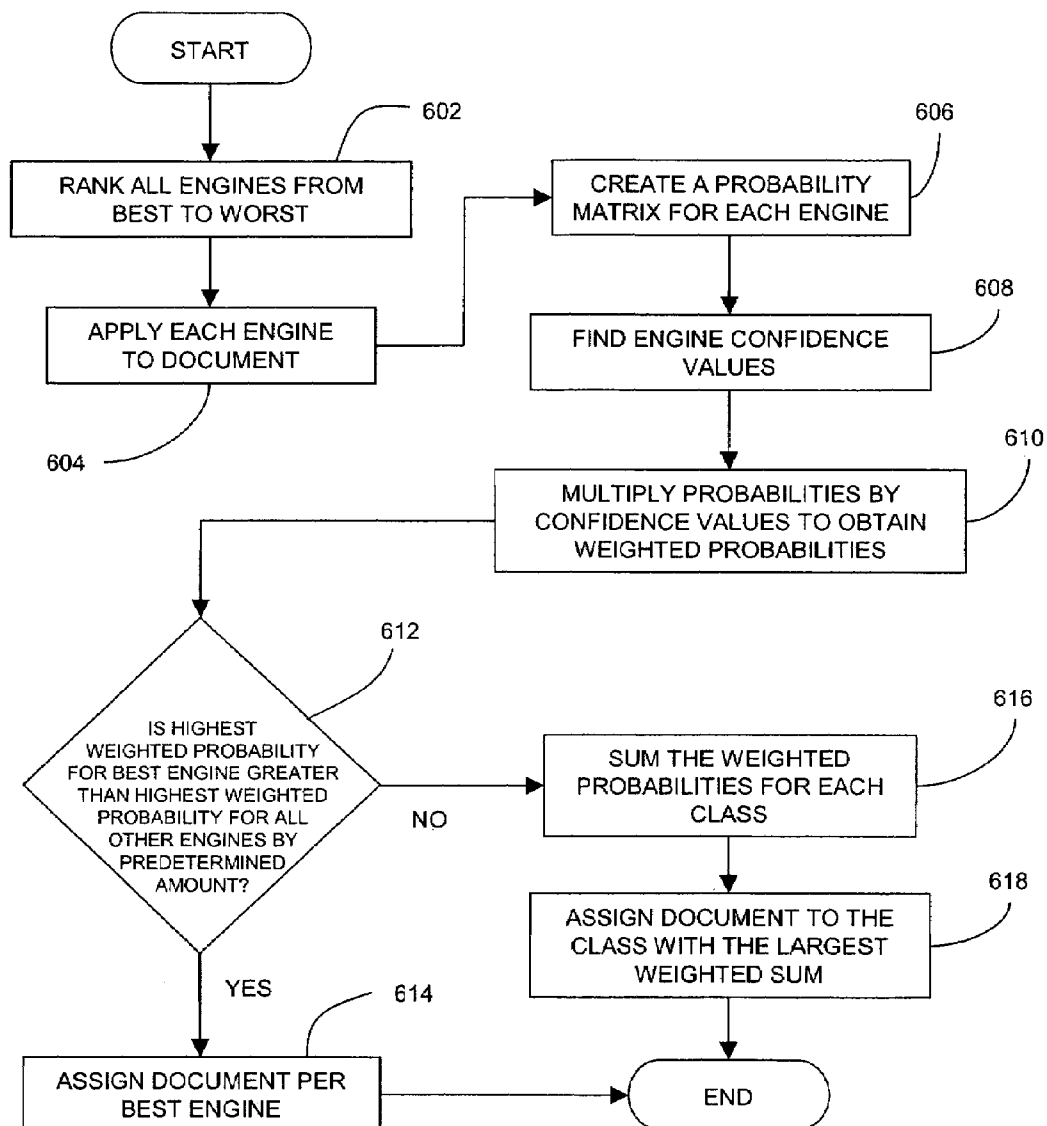 START
602
RANK ALL ENGINES FROM
BEST TO WORST
APPLY EACH ENGINE
TO DOCUMENT
604
606
CREATE A PROBABILITY
MATRIX FOR EACH ENGINE
608
FIND ENGINE CONFIDENCE
VALUES
610
MULTIPLY PROBABILITIES BY
CONFIDENCE VALUES TO OBTAIN
WEIGHTED PROBABILITIES
612
IS HIGHEST
WEIGHTED PROBABILITY
FOR BEST ENGINE GREATER
THAN HIGHEST WEIGHTED
PROBABILITY FOR ALL
OTHER ENGINES BY
PREDETERMINED
AMOUNT?
NO
616
SUM THE WEIGHTED
PROBABILITIES FOR EACH
CLASS
618
ASSIGN DOCUMENT TO THE
CLASS WITH THE LARGEST
WEIGHTED SUM
YES
614
ASSIGN DOCUMENT PER
BEST ENGINE
END